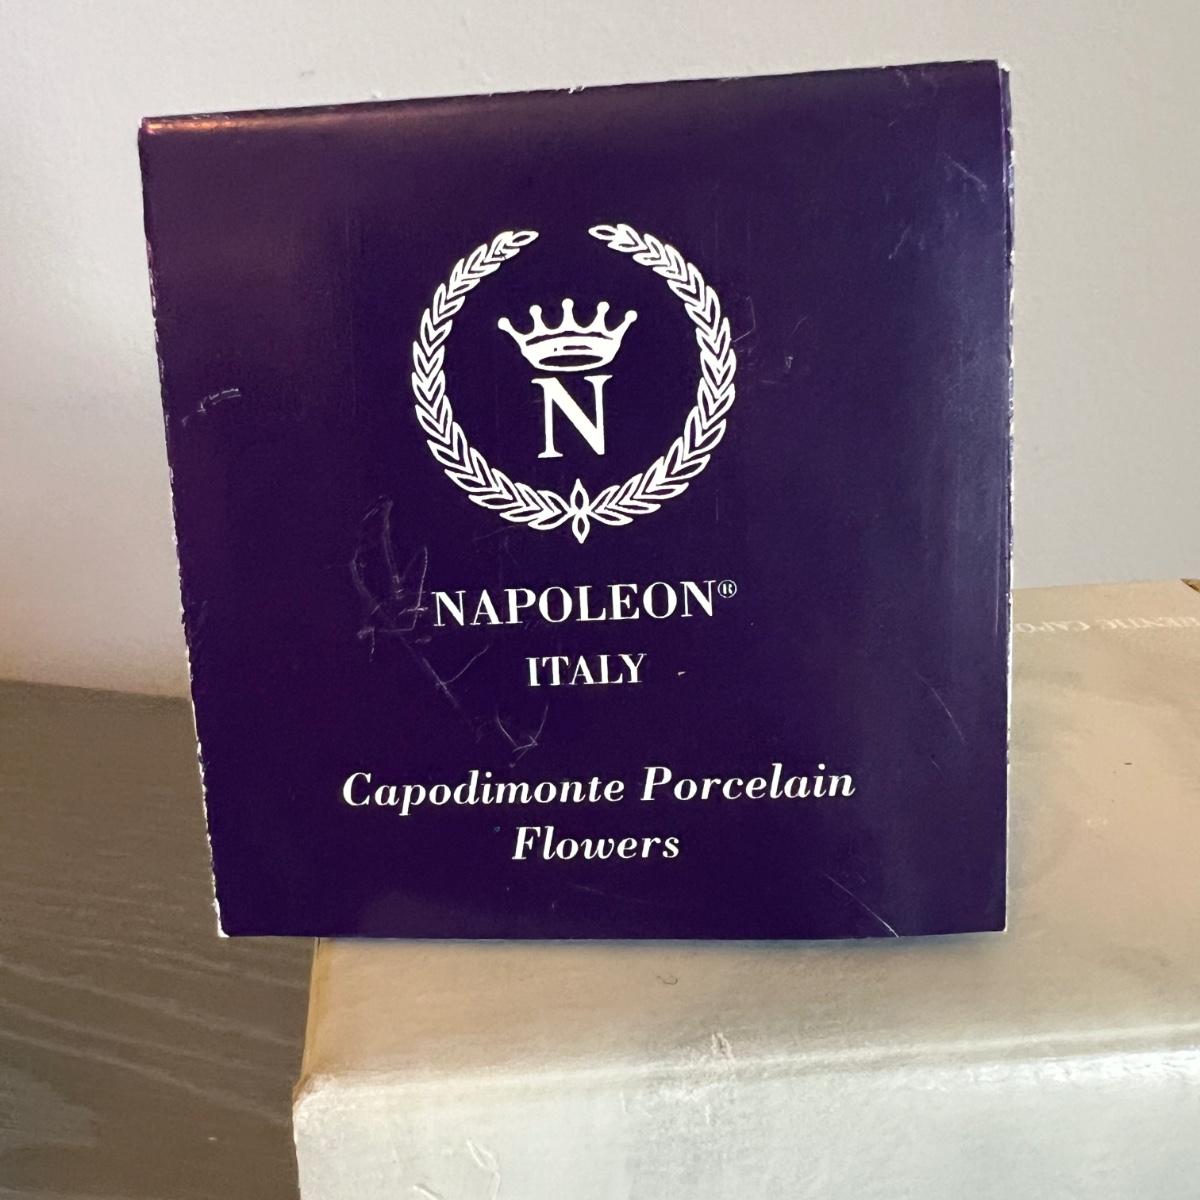 N
NAPOLEON®
ITALY
Capodimonte Porcelain
Flowers